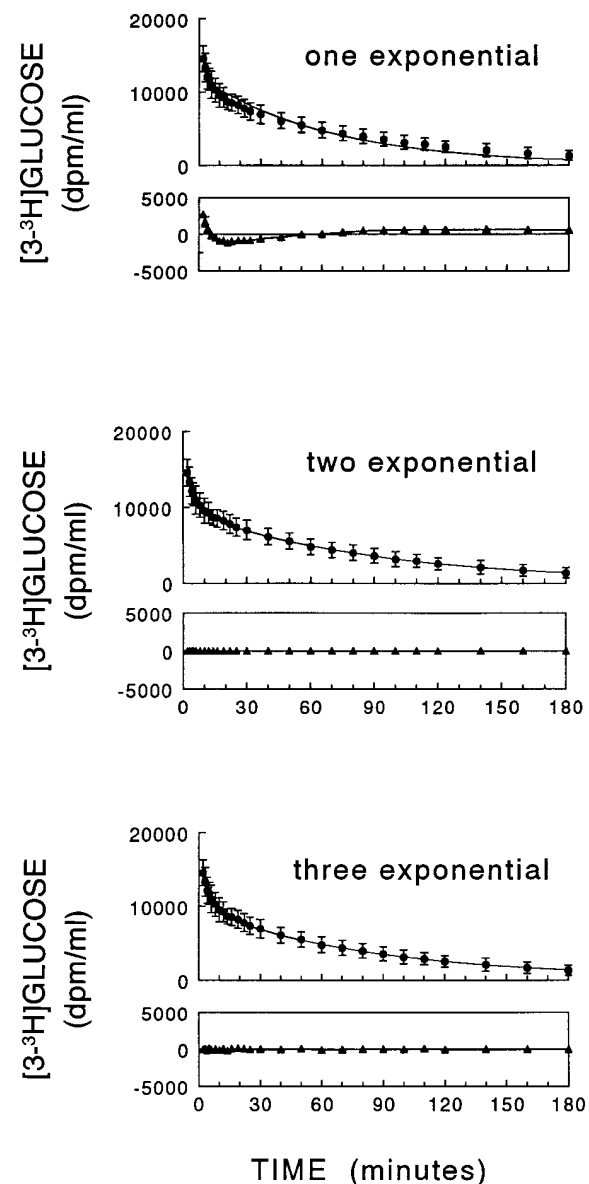 one exponential
[3-³H]GLUCOSE
(dpm/ml)
20000
10000
0
5000
0
-5000
two exponential
[3-³H]GLUCOSE
(dpm/ml)
20000
10000
0
5000
0
-5000
0 30 60 90 120 150 180
three exponential
[3-³H]GLUCOSE
(dpm/ml)
20000
10000
0
5000
0
-5000
0 30 60 90 120 150 180
TIME (minutes)